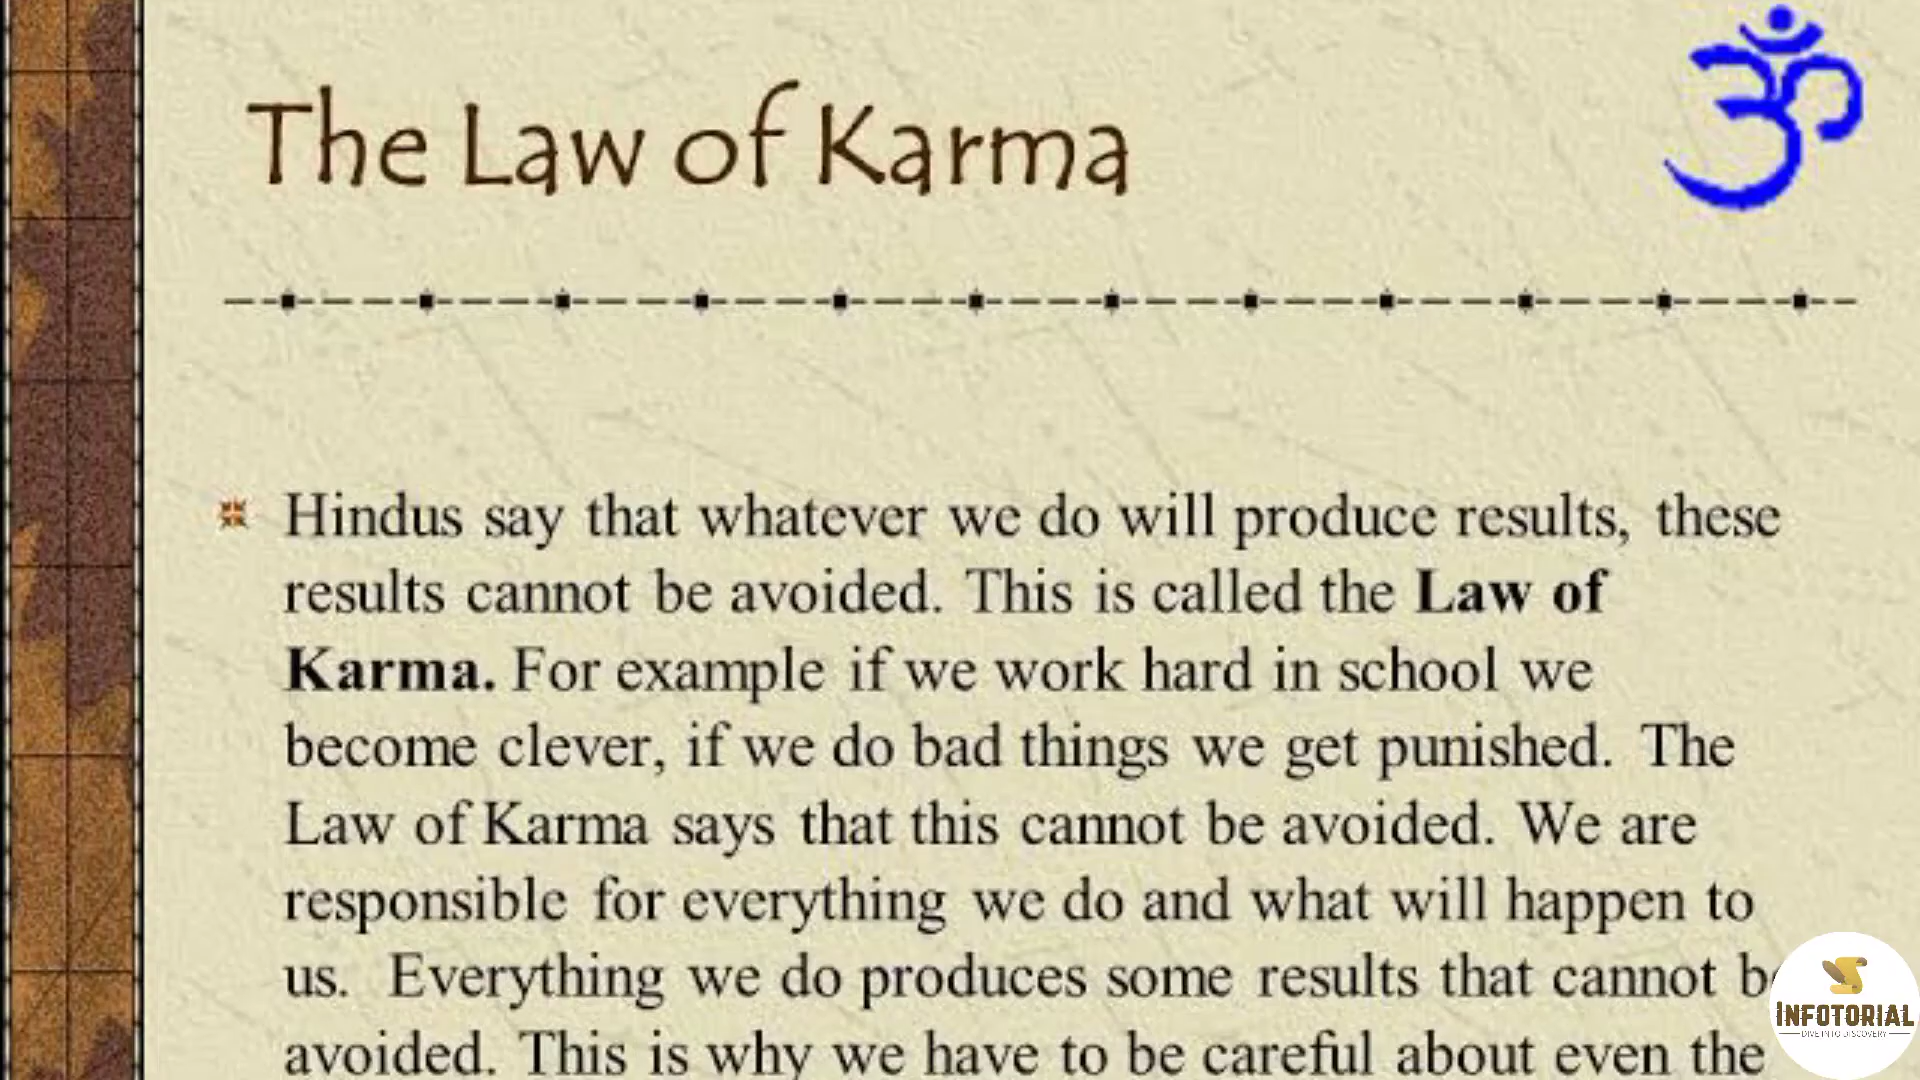 The Law of Karma
ॐ
Hindus say that whatever we do will produce results, these
results cannot be avoided. This is called the Law of
Karma. For example if we work hard in school we
become clever, if we do bad things we get punished. The
Law of Karma says that this cannot be avoided. We are
responsible for everything we do and what will happen to
us. Everything we do produces some results that cannot be
avoided. This is why we have to be careful about even the
INFOTORIAL
DIVE INTO DISCOVERY